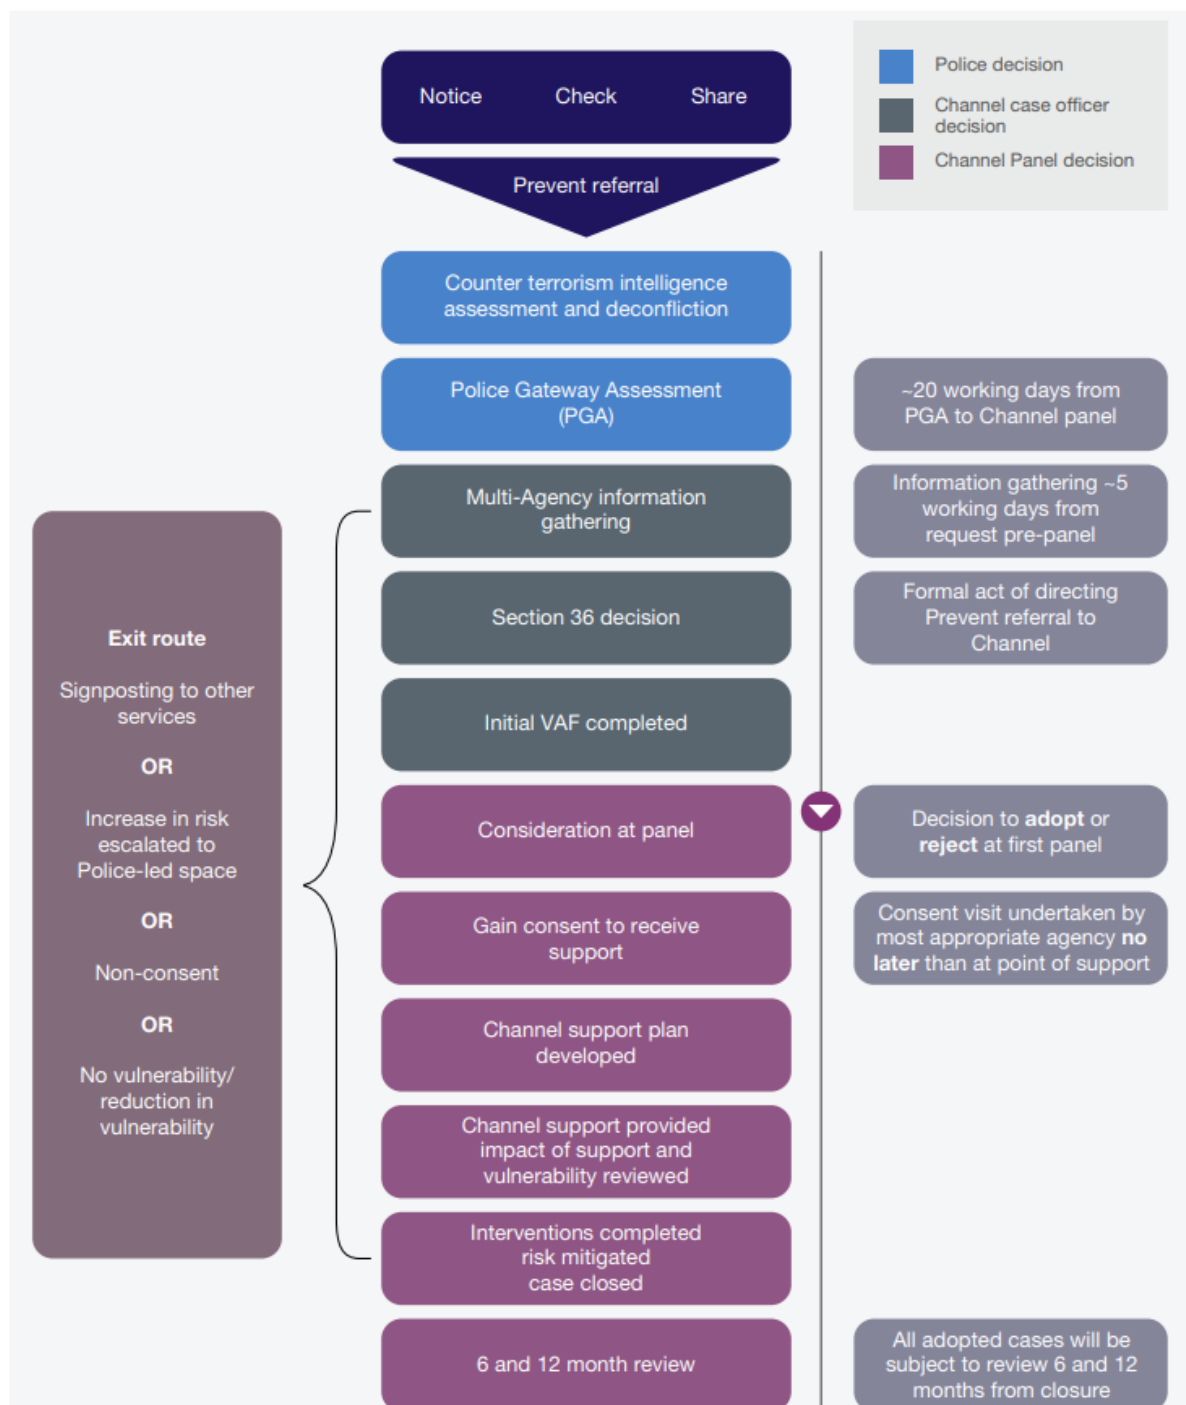 Notice Check Share
Prevent referral
Police decision
Channel case officer
decision
Channel Panel decision
Counter terrorism intelligence
assessment and deconfliction
Police Gateway Assessment
(PGA)
~20 working days from
PGA to Channel panel
Multi-Agency information
gathering
Information gathering ~5
working days from
request pre-panel
Section 36 decision
Formal act of directing
Prevent referral to
Channel
Initial VAF completed
Consideration at panel
Decision to adopt or
reject at first panel
Gain consent to receive
support
Consent visit undertaken by
most appropriate agency no
later than at point of support
Channel support plan
developed
Channel support provided
impact of support and
vulnerability reviewed
Interventions completed
risk mitigated
case closed
6 and 12 month review
All adopted cases will be
subject to review 6 and 12
months from closure
Exit route
Signposting to other
services
OR
Increase in risk
escalated to
Police-led space
OR
Non-consent
OR
No vulnerability/
reduction in
vulnerability